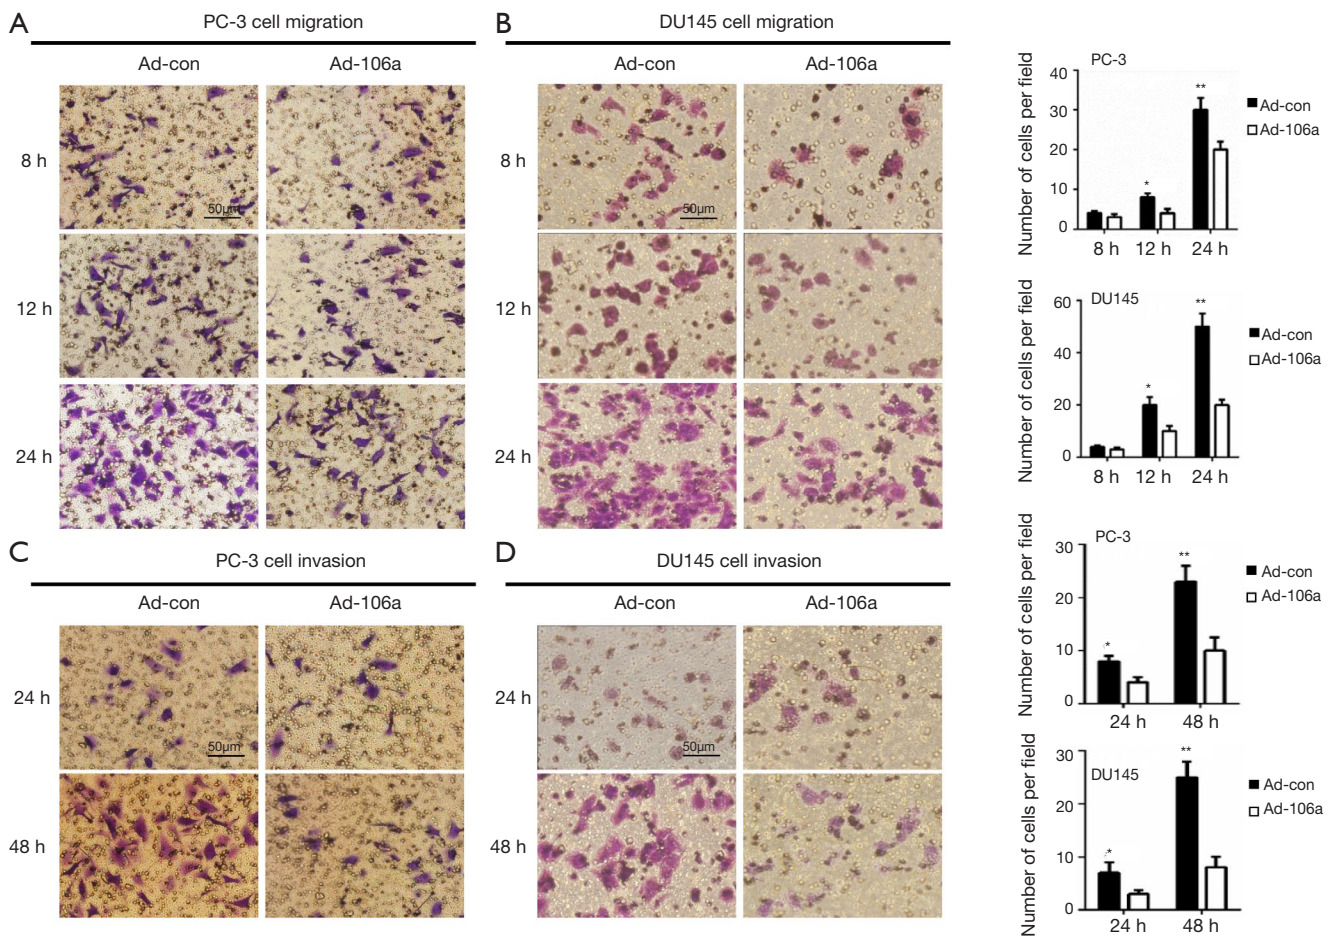 A PC-3 cell migration
Ad-con Ad-106a
8 h
50μm
12 h
24 h
B DU145 cell migration
Ad-con Ad-106a
8 h
50μm
12 h
24 h
PC-3
Number of cells per field
40
30
20
10
0
**
*
8 h 12 h 24 h
Ad-con
Ad-106a
DU145
Number of cells per field
60
40
20
0
**
*
8 h 12 h 24 h
Ad-con
Ad-106a
C PC-3 cell invasion
Ad-con Ad-106a
24 h
50μm
48 h
D DU145 cell invasion
Ad-con Ad-106a
24 h
50μm
48 h
PC-3
Number of cells per field
30
20
10
0
**
*
24 h 48 h
Ad-con
Ad-106a
DU145
Number of cells per field
30
20
10
0
**
*
24 h 48 h
Ad-con
Ad-106a